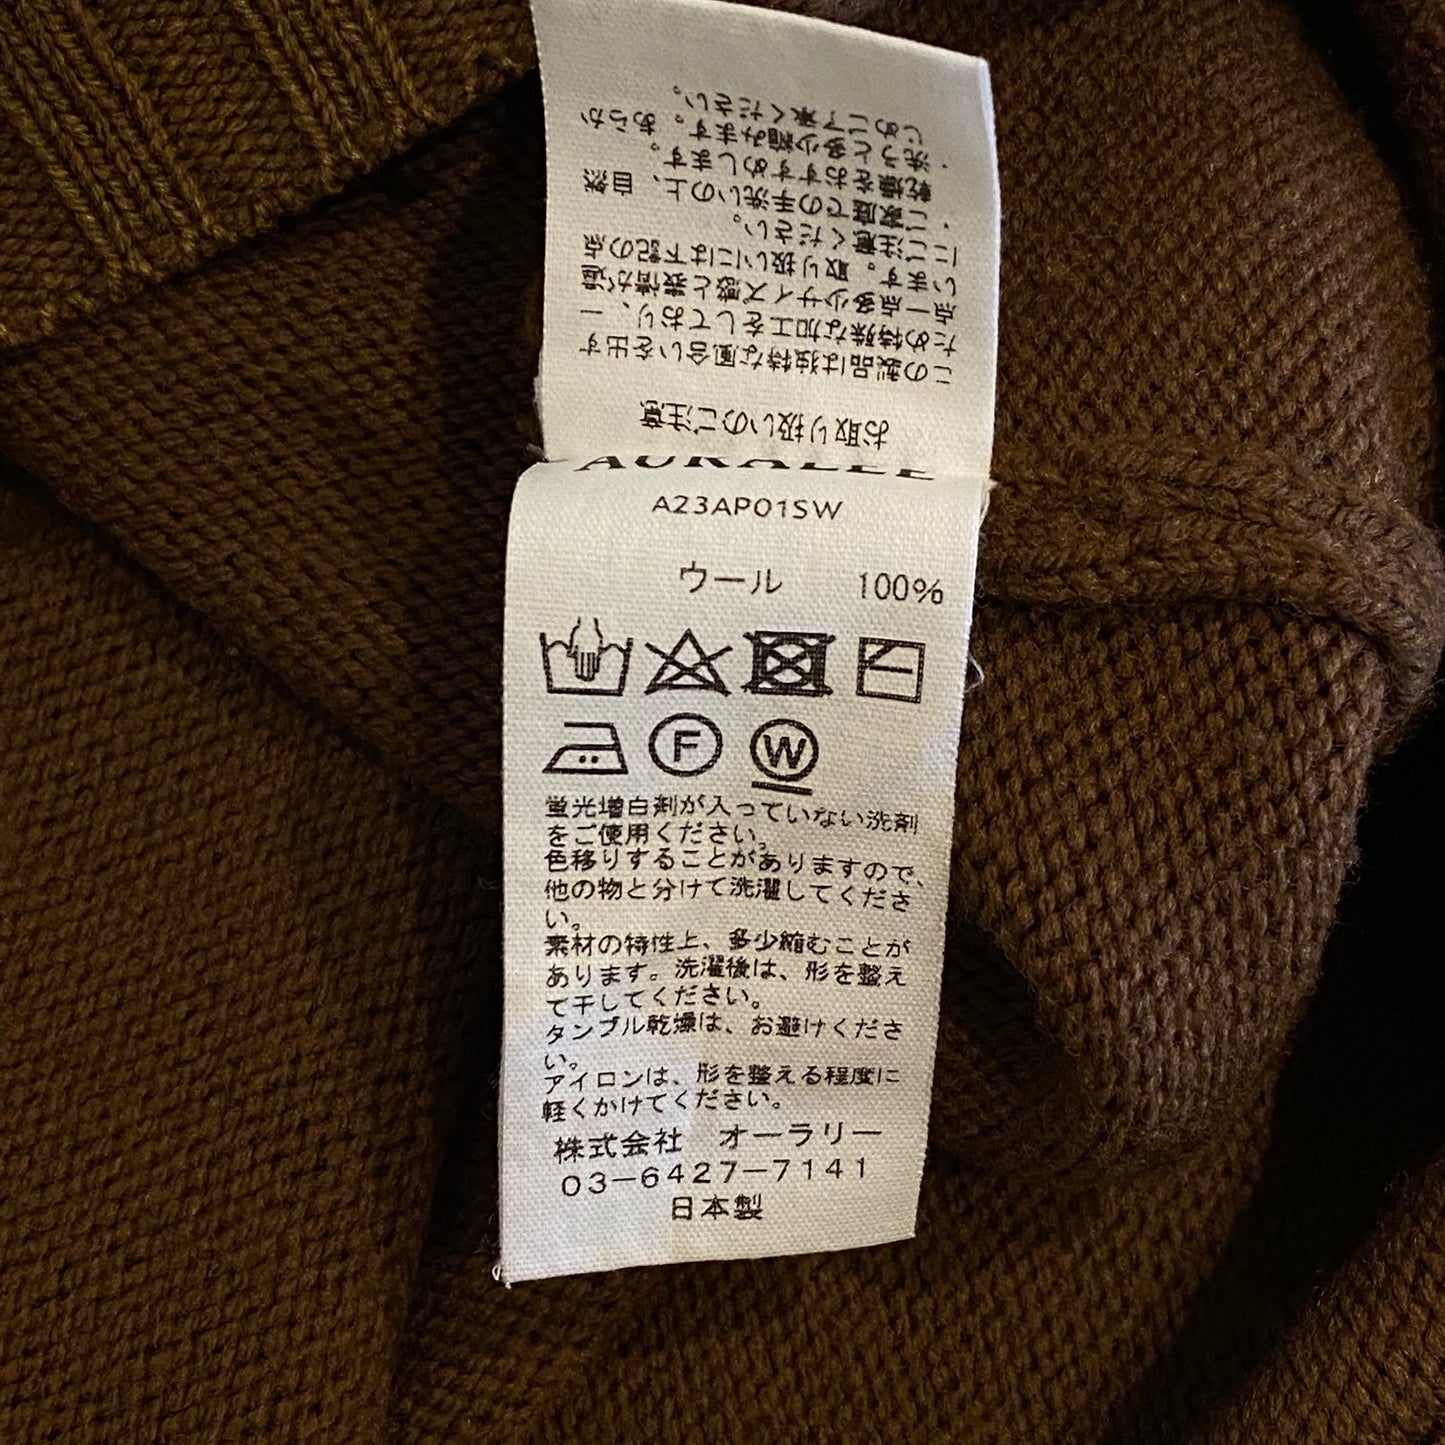 お取り扱いのご注意
この製品は独特な風合いを出す
ため特殊な加工をしており、一
点一点多少サイズ感と表情が違
います。取り扱いには下記の点
にご注意ください。
・ご家庭での手洗いの上、自然
乾燥をおすすめします。
・洗うと多少縮みます。あらか
じめご了承ください。
AURALEE
A23AP01SW
ウール 100%
F
W
蛍光増白剤が入っていない洗剤
をご使用ください。
色移りすることがありますので、
他の物と分けて洗濯してくださ
い。
素材の特性上、多少縮むことが
あります。洗濯後は、形を整え
て干してください。
タンブル乾燥は、お避けくださ
い。
アイロンは、形を整える程度に
軽くかけてください。
株式会社 オーラリー
03-6427-7141
日本製